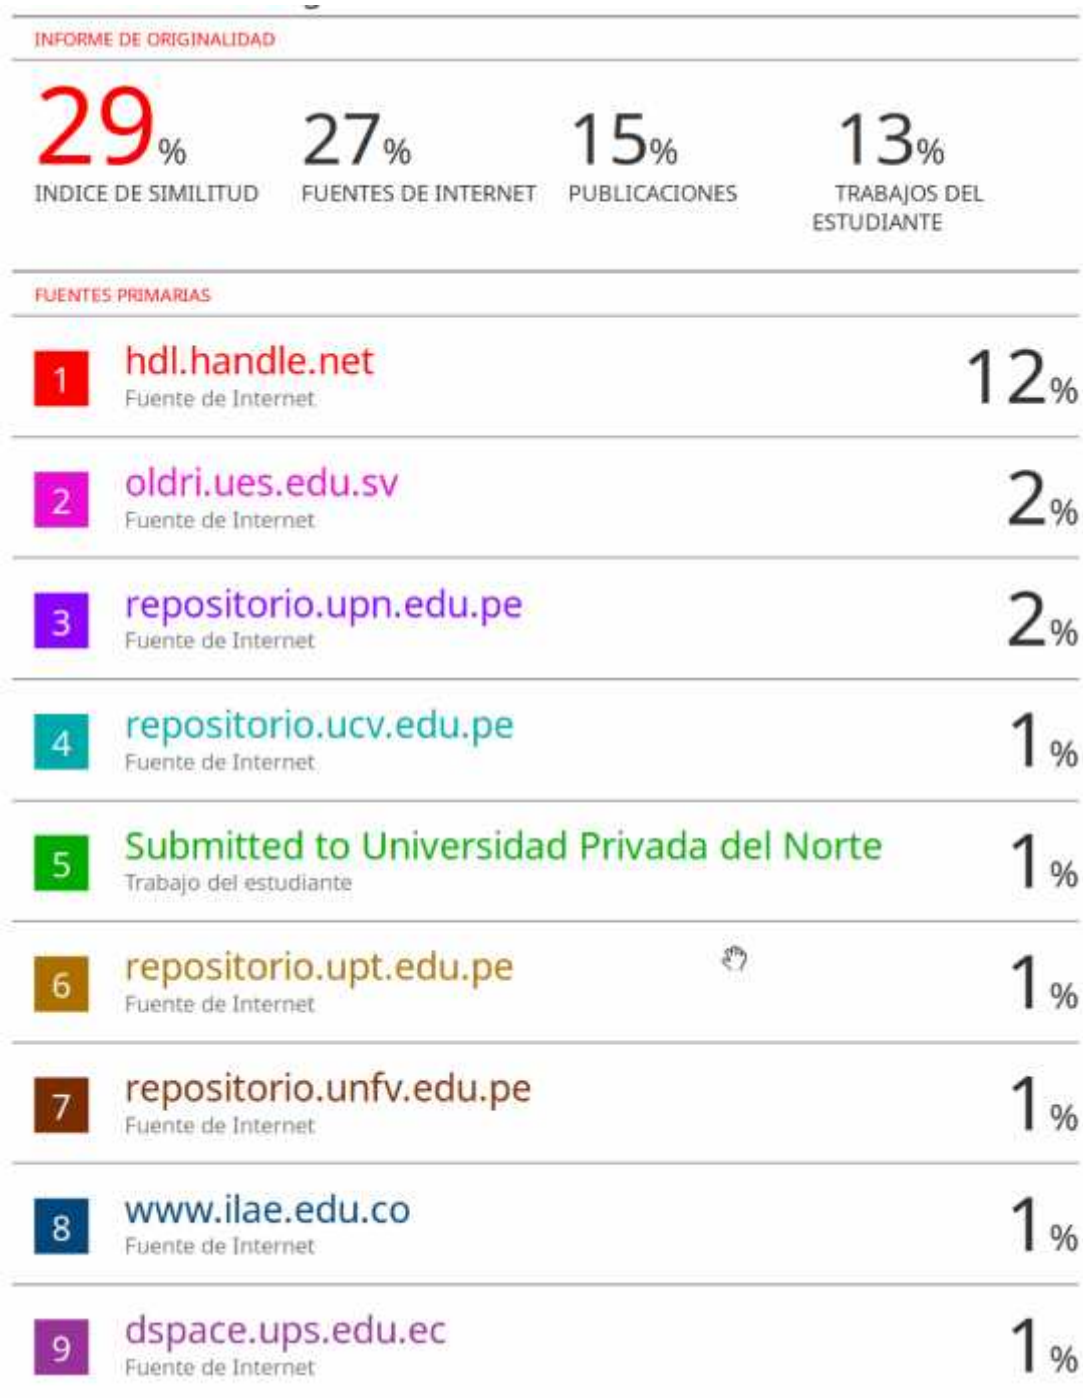 INFORME DE ORIGINALIDAD
29%
27%
15%
13%
INDICE DE SIMILITUD
FUENTES DE INTERNET
PUBLICACIONES
TRABAJOS DEL
ESTUDIANTE
FUENTES PRIMARIAS
1 hdl.handle.net 12%
Fuente de Internet
2 oldri.ues.edu.sv 2%
Fuente de Internet
3 repositorio.upn.edu.pe 2%
Fuente de Internet
4 repositorio.ucv.edu.pe 1%
Fuente de Internet
5 Submitted to Universidad Privada del Norte 1%
Trabajo del estudiante
6 repositorio.upt.edu.pe 1%
Fuente de Internet
7 repositorio.unfv.edu.pe 1%
Fuente de Internet
8 www.ilae.edu.co 1%
Fuente de Internet
9 dspace.ups.edu.ec 1%
Fuente de Internet